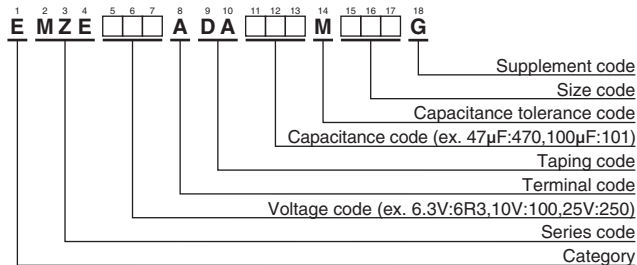 1 2 3 4 5 6 7 8 9 10 11 12 13 14 15 16 17 18
E M Z E □□□ A D A □□□ M □□□ G
Supplement code
Size code
Capacitance tolerance code
Capacitance code (ex. 47µF:470,100µF:101)
Taping code
Terminal code
Voltage code (ex. 6.3V:6R3,10V:100,25V:250)
Series code
Category